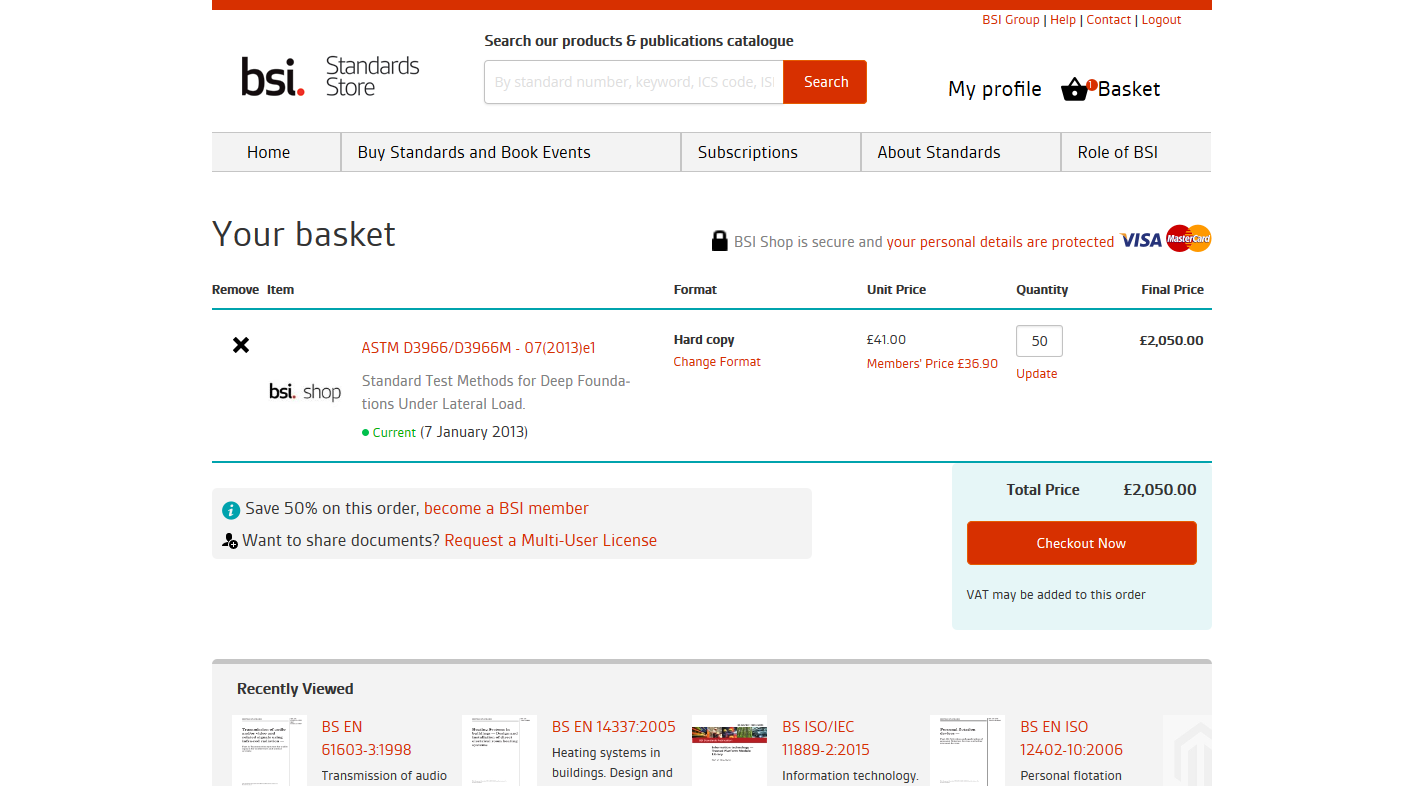 BSI Group | Help | Contact | Logout
Search our products & publications catalogue
bsi. Standards Store
By standard number, keyword, ICS code, IS
Search
My profile
1
Basket
Home
Buy Standards and Book Events
Subscriptions
About Standards
Role of BSI
Your basket
BSI Shop is secure and your personal details are protected
VISA
MasterCard
Remove Item Format Unit Price Quantity Final Price
ASTM D3966/D3966M - 07(2013)e1
bsi. shop
Standard Test Methods for Deep Founda-
tions Under Lateral Load.
Current (7 January 2013)
Hard copy
Change Format
£41.00
Members' Price £36.90
50
Update
£2,050.00
Save 50% on this order, become a BSI member
Want to share documents? Request a Multi-User License
Total Price £2,050.00
Checkout Now
VAT may be added to this order
Recently Viewed
BS EN
61603-3:1998
Transmission of audio
BS EN 14337:2005
Heating systems in
buildings. Design and
BS ISO/IEC
11889-2:2015
Information technology.
BS EN ISO
12402-10:2006
Personal flotation